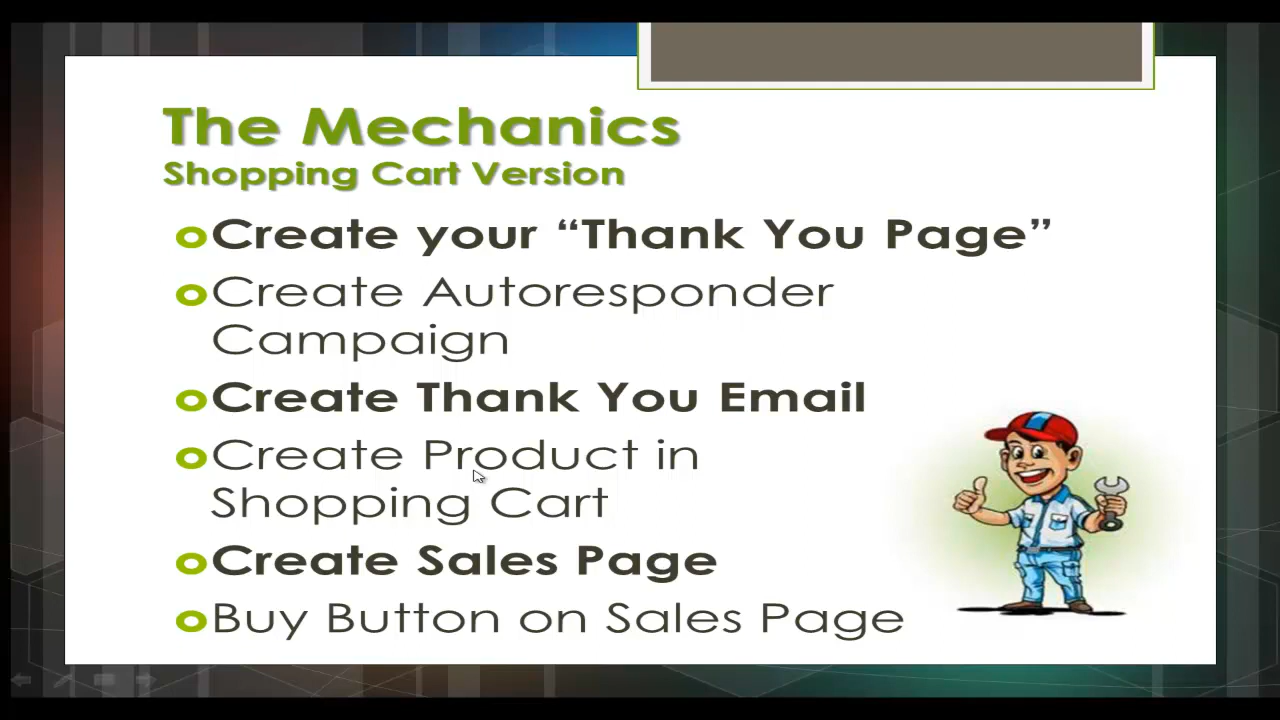 The Mechanics
Shopping Cart Version
Create your “Thank You Page”
Create Autoresponder
Campaign
Create Thank You Email
Create Product in
Shopping Cart
Create Sales Page
Buy Button on Sales Page